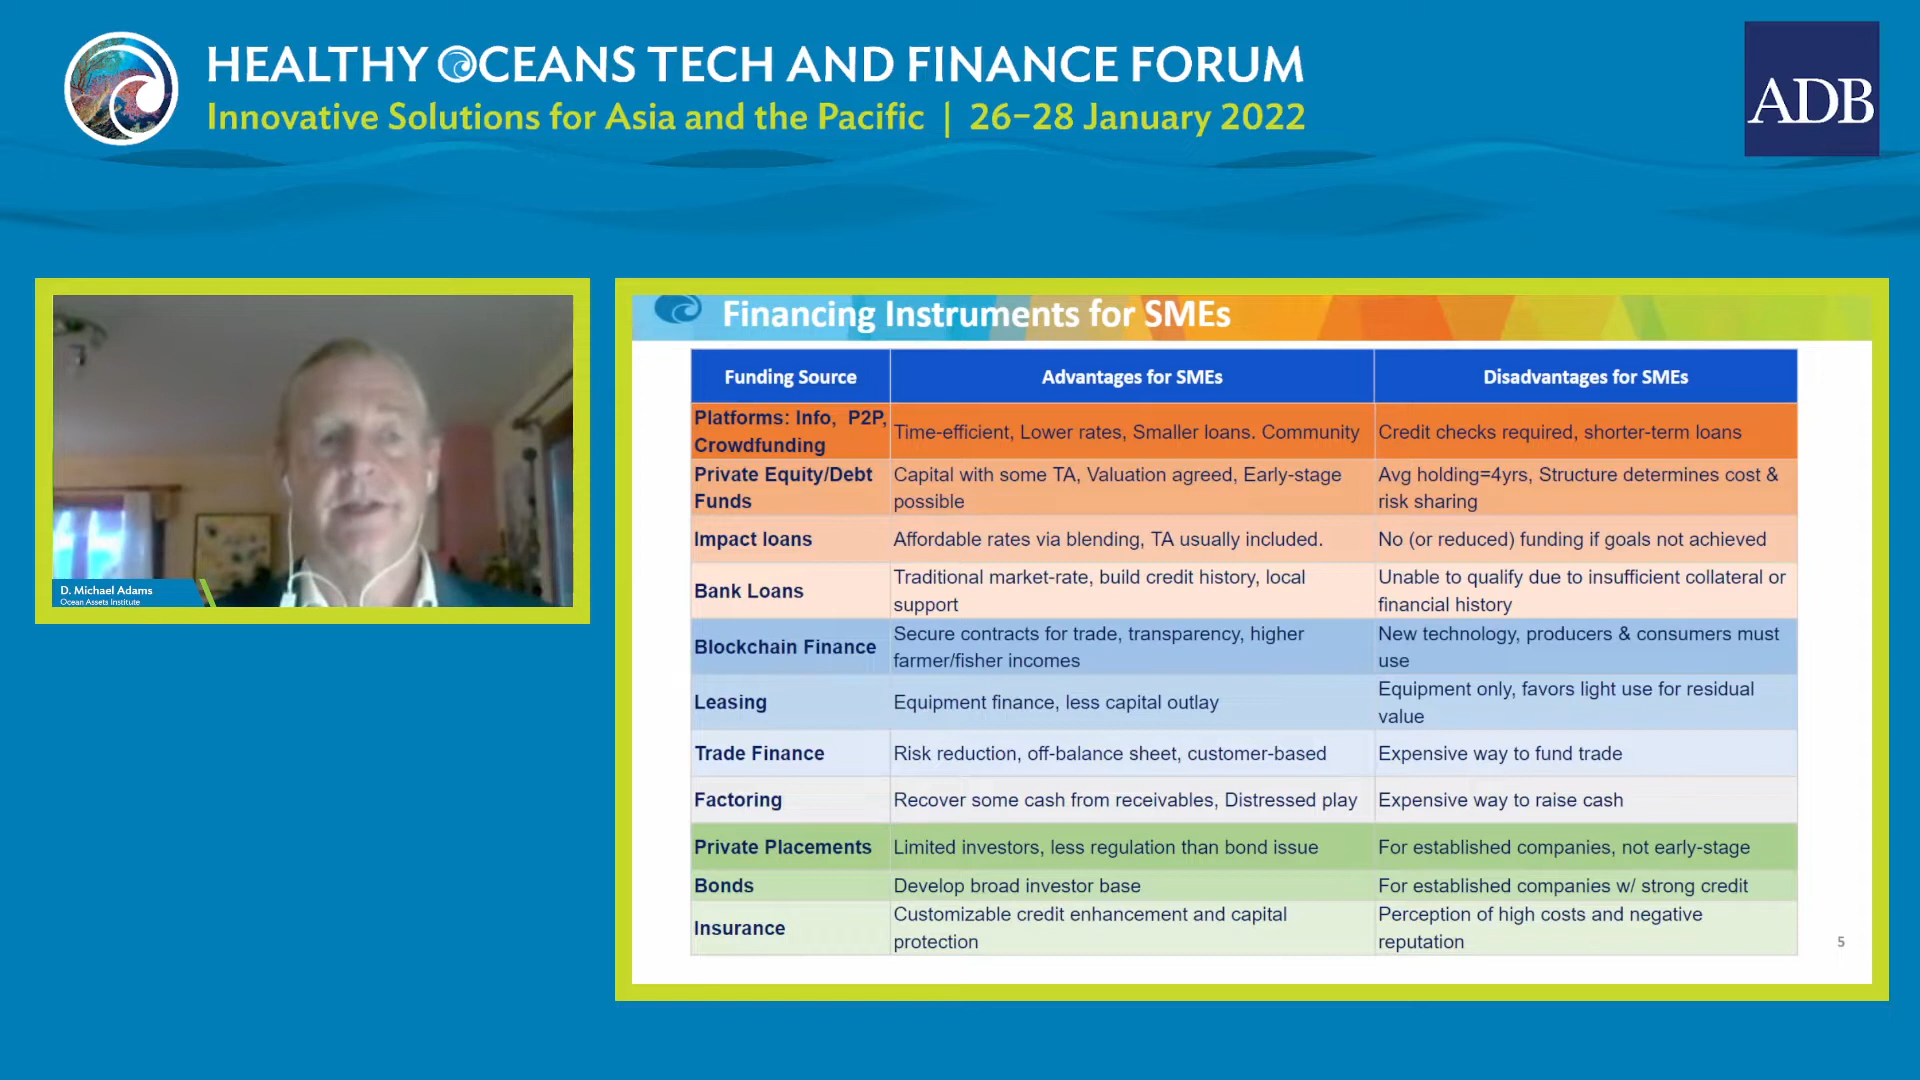 HEALTHY OCEANS TECH AND FINANCE FORUM
Innovative Solutions for Asia and the Pacific | 26–28 January 2022
ADB
D. Michael Adams
Ocean Assets Institute
Financing Instruments for SMEs
Funding Source
Advantages for SMEs
Disadvantages for SMEs
Platforms: Info, P2P,
Crowdfunding
Time-efficient, Lower rates, Smaller loans. Community
Credit checks required, shorter-term loans
Private Equity/Debt
Funds
Capital with some TA, Valuation agreed, Early-stage
possible
Avg holding=4yrs, Structure determines cost &
risk sharing
Impact loans
Affordable rates via blending, TA usually included.
No (or reduced) funding if goals not achieved
Bank Loans
Traditional market-rate, build credit history, local
support
Unable to qualify due to insufficient collateral or
financial history
Blockchain Finance
Secure contracts for trade, transparency, higher
farmer/fisher incomes
New technology, producers & consumers must
use
Leasing
Equipment finance, less capital outlay
Equipment only, favors light use for residual
value
Trade Finance
Risk reduction, off-balance sheet, customer-based
Expensive way to fund trade
Factoring
Recover some cash from receivables, Distressed play
Expensive way to raise cash
Private Placements
Limited investors, less regulation than bond issue
For established companies, not early-stage
Bonds
Develop broad investor base
For established companies w/ strong credit
Insurance
Customizable credit enhancement and capital
protection
Perception of high costs and negative
reputation
5